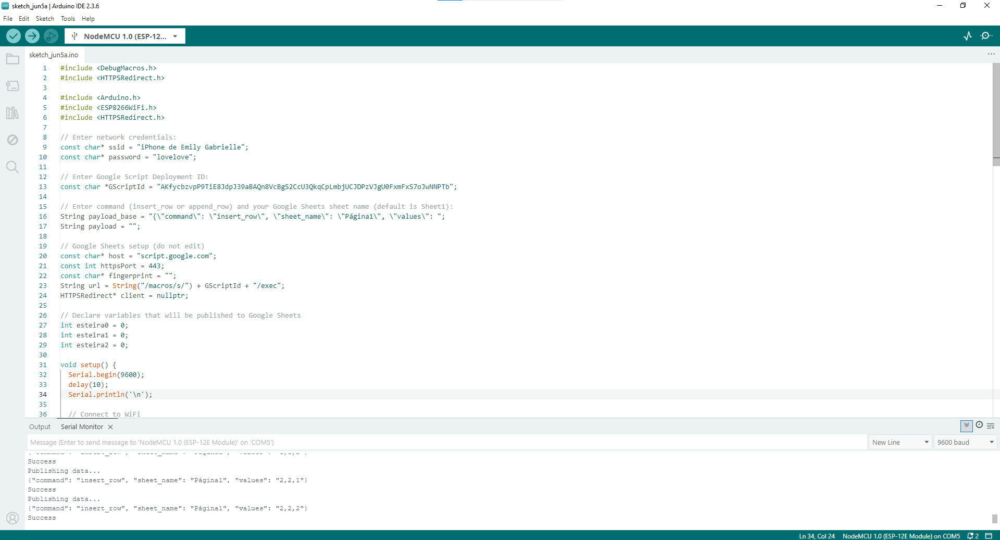 sketch_jun5a | Arduino IDE 2.3.6
File Edit Sketch Tools Help
NodeMCU 1.0 (ESP-12...
sketch_jun5a.ino
1 #include <DebugMacros.h>
2 #include <HTTPSRedirect.h>
3
4 #include <Arduino.h>
5 #include <ESP8266WiFi.h>
6 #include <HTTPSRedirect.h>
7
8 // Enter network credentials:
9 const char* ssid = "iPhone de Emily Gabrielle";
10 const char* password = "lovelove";
11
12 // Enter Google Script Deployment ID:
13 const char *GScriptId = "AKfycbzvpP9TiE8JdpJ39aBAQn8VcBgS2CcU3QkqCpLmbjUCJDPzVJgU0FxmFxS7oJwNNPTb";
14
15 // Enter command (insert_row or append_row) and your Google Sheets sheet name (default is Sheet1):
16 String payload_base = "{\"command\": \"insert_row\", \"sheet_name\": \"Página1\", \"values\": ";
17 String payload = "";
18
19 // Google Sheets setup (do not edit)
20 const char* host = "script.google.com";
21 const int httpsPort = 443;
22 const char* fingerprint = "";
23 String url = String("/macros/s/") + GScriptId + "/exec";
24 HTTPSRedirect* client = nullptr;
25
26 // Declare variables that will be published to Google Sheets
27 int esteira0 = 0;
28 int esteira1 = 0;
29 int esteira2 = 0;
30
31 void setup() {
32 Serial.begin(9600);
33 delay(10);
34 Serial.println('\n');
35
36 // Connect to WiFi
Output Serial Monitor
Message (Enter to send message to 'NodeMCU 1.0 (ESP-12E Module)' on 'COM5')
New Line
9600 baud
Success
Publishing data...
{"command": "insert_row", "sheet_name": "Página1", "values": "2,2,1"}
Success
Publishing data...
{"command": "insert_row", "sheet_name": "Página1", "values": "2,2,2"}
Success
Ln 34, Col 24 NodeMCU 1.0 (ESP-12E Module) on COM5 2